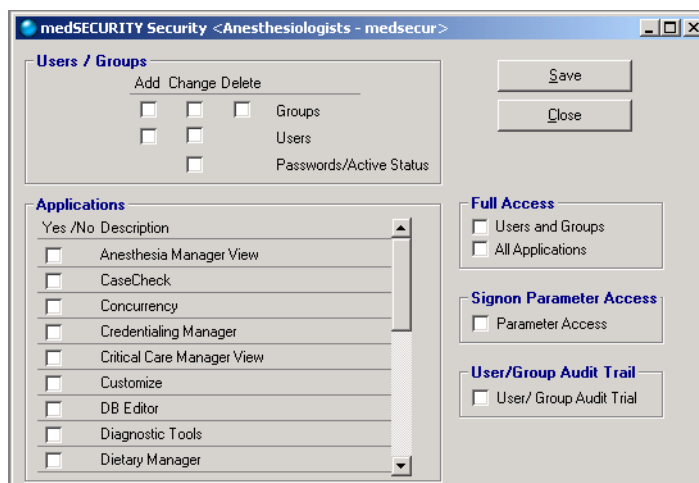 medSECURITY Security <Anesthesiologists - medsecur>
Users / Groups
Add Change Delete
Groups
Users
Passwords/Active Status
Save
Close
Applications
Yes /No Description
Anesthesia Manager View
CaseCheck
Concurrency
Credentialing Manager
Critical Care Manager View
Customize
DB Editor
Diagnostic Tools
Dietary Manager
Full Access
Users and Groups
All Applications
Signon Parameter Access
Parameter Access
User/Group Audit Trail
User/ Group Audit Trial